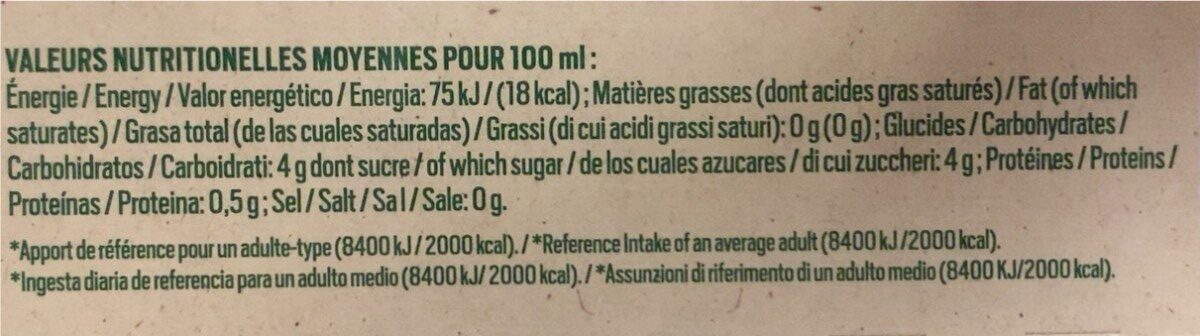 VALEURS NUTRITIONELLES MOYENNES POUR 100 ml :
Énergie / Energy / Valor energético / Energia: 75 kJ / (18 kcal) ; Matières grasses (dont acides gras saturés) / Fat (of which
saturates) / Grasa total (de las cuales saturadas) / Grassi (di cui acidi grassi saturi): 0 g (0 g) ; Glucides / Carbohydrates /
Carbohidratos / Carboidrati: 4 g dont sucre / of which sugar / de los cuales azucares / di cui zuccheri: 4 g ; Protéines / Proteins /
Proteínas / Proteina: 0,5 g ; Sel / Salt / Sal / Sale: 0 g.
*Apport de référence pour un adulte-type (8400 kJ / 2000 kcal). / *Reference Intake of an average adult (8400 kJ /2000 kcal).
*Ingesta diaria de referencia para un adulto medio (8400 kJ/ 2000 kcal). / *Assunzioni di riferimento di un adulto medio (8400 KJ/2000 kcal).